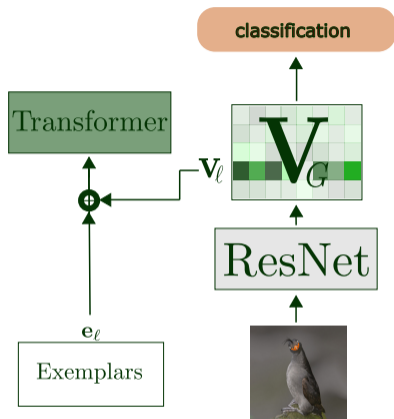 classification
Transformer
V_G
V_ℓ
ResNet
e_ℓ
Exemplars